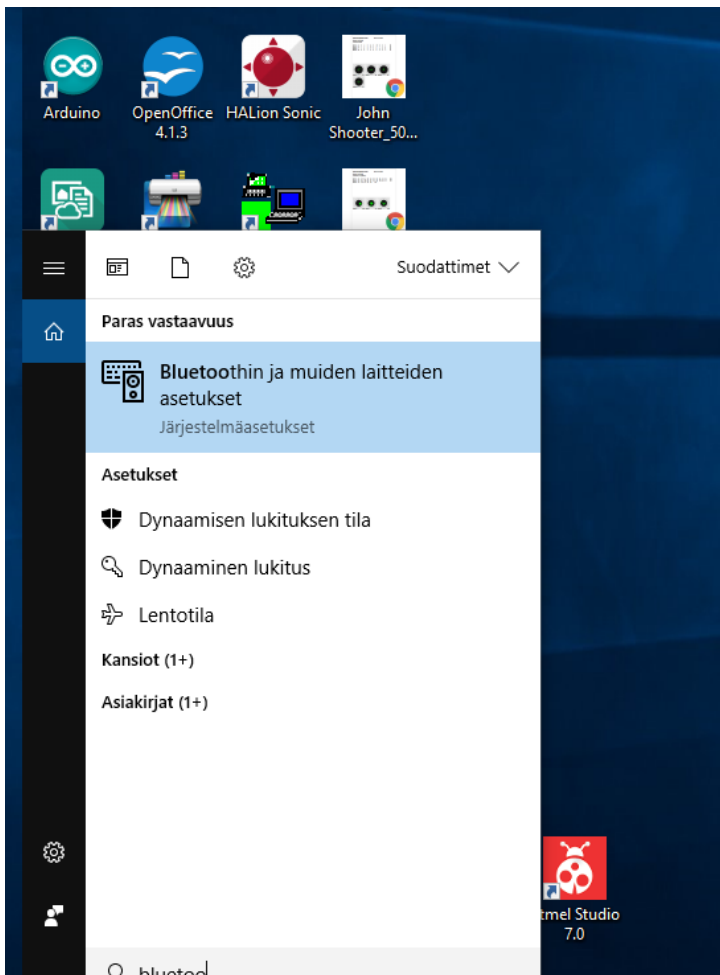 Arduino
OpenOffice
4.1.3
HALion Sonic
John
Shooter_50...
Suodattimet
Paras vastaavuus
Bluetoothin ja muiden laitteiden
asetukset
Järjestelmäasetukset
Asetukset
Dynaamisen lukituksen tila
Dynaaminen lukitus
Lentotila
Kansiot (1+)
Asiakirjat (1+)
tmel Studio
7.0
bluetoo